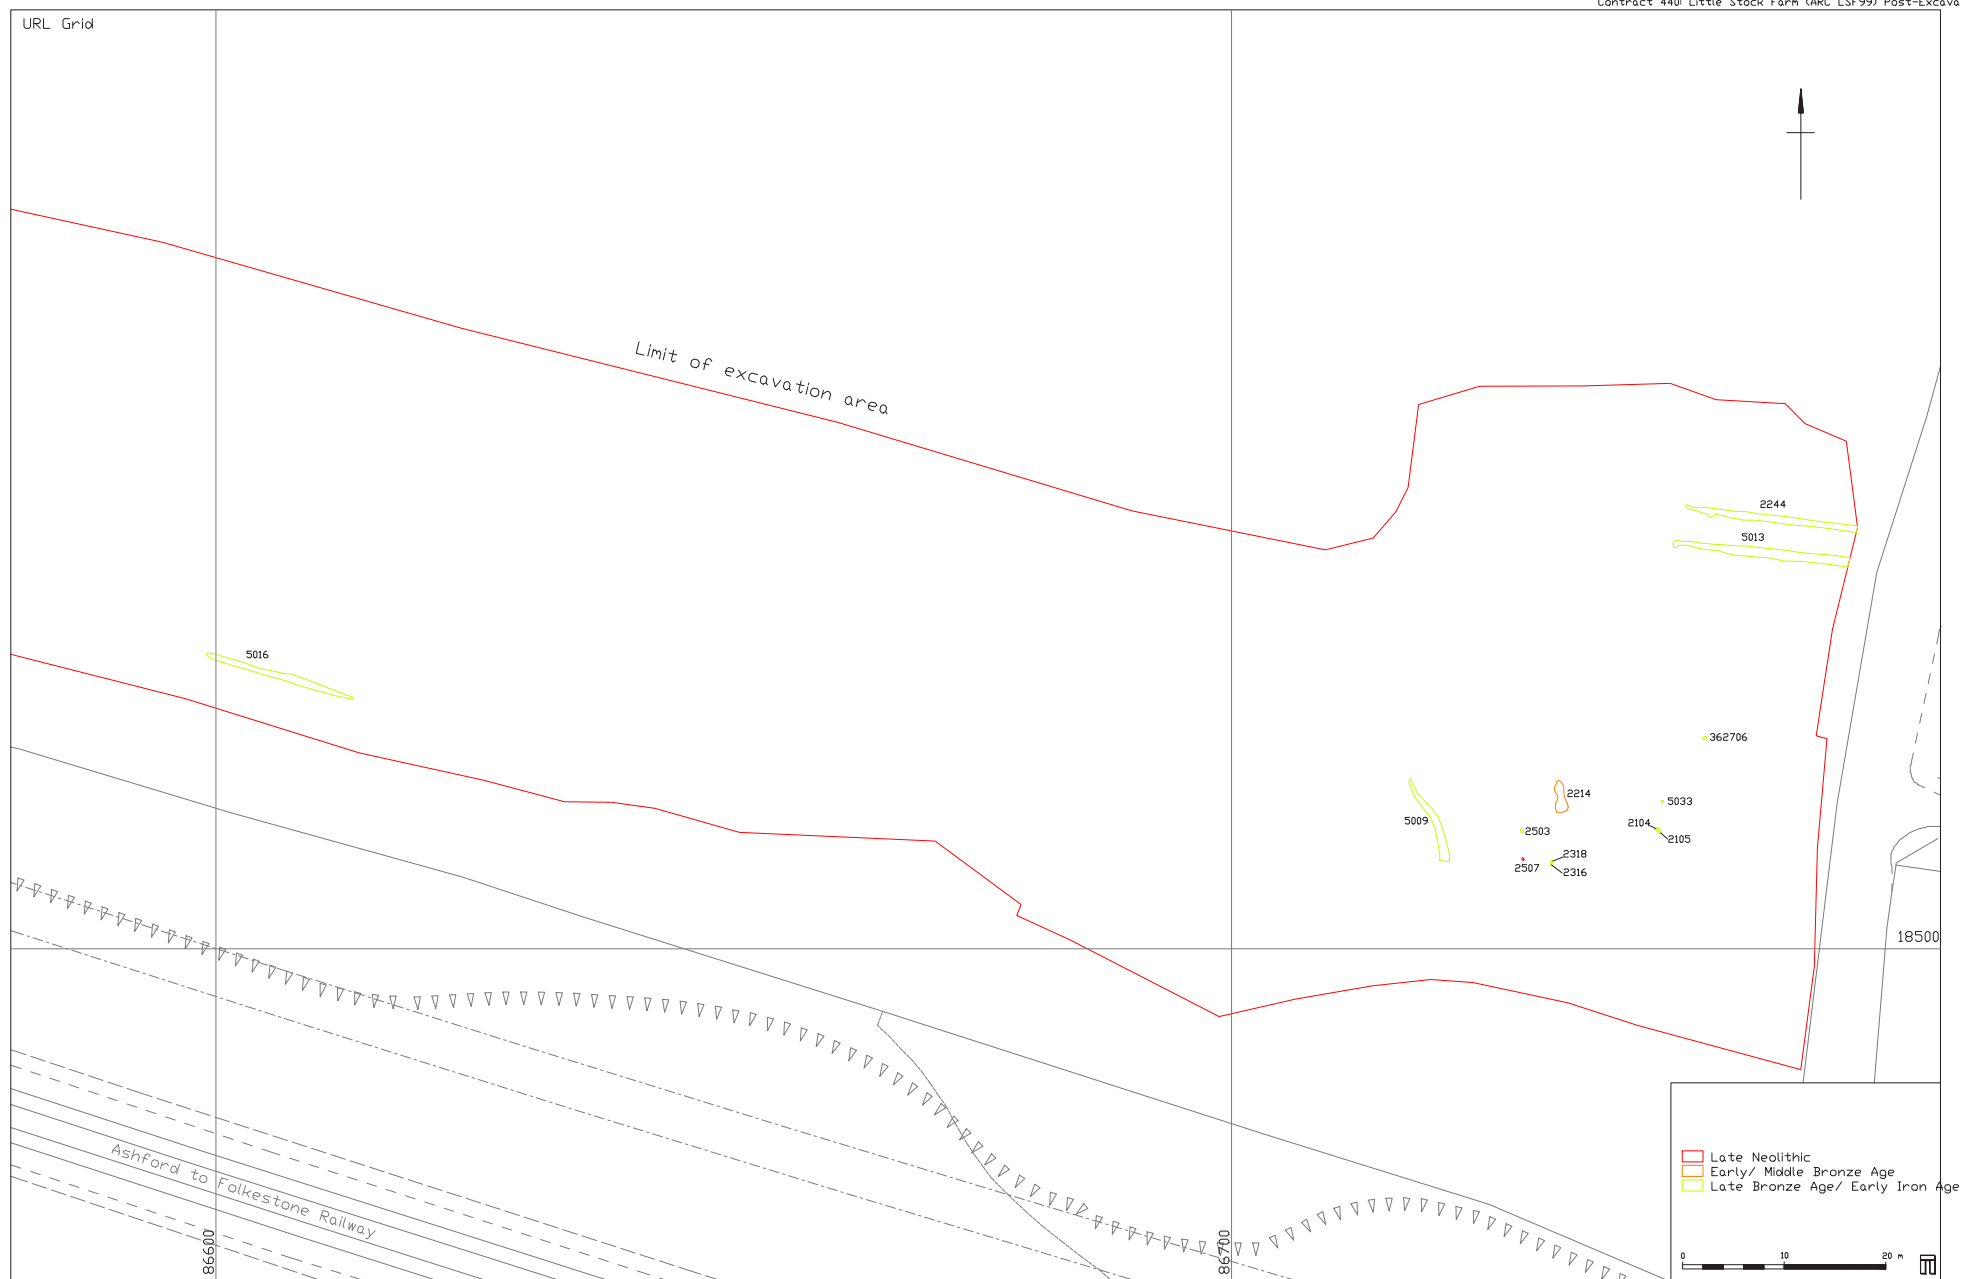 Contract 440: Little Stock Farm (ARC LSF99) Post-Excava
URL Grid
Limit of excavation area
2244
5013
5016
362706
2214
5033
5009
2104
2503
2105
2318
2507
2316
18500
Ashford to Folkestone Railway
86600
86700
Late Neolithic
Early/ Middle Bronze Age
Late Bronze Age/ Early Iron Age
0 10 20 m